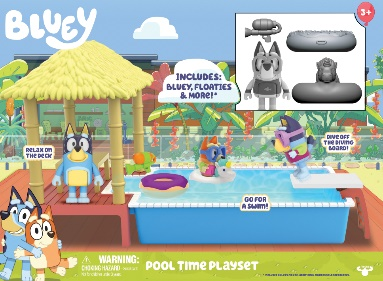 BLUEY
3+
INCLUDES:
BLUEY, FLOATIES
& MORE!*
RELAX ON
THE DECK
DIVE OFF
THE DIVING
BOARD!
GO FOR
A SWIM!
WARNING:
CHOKING HAZARD
POOL TIME PLAYSET